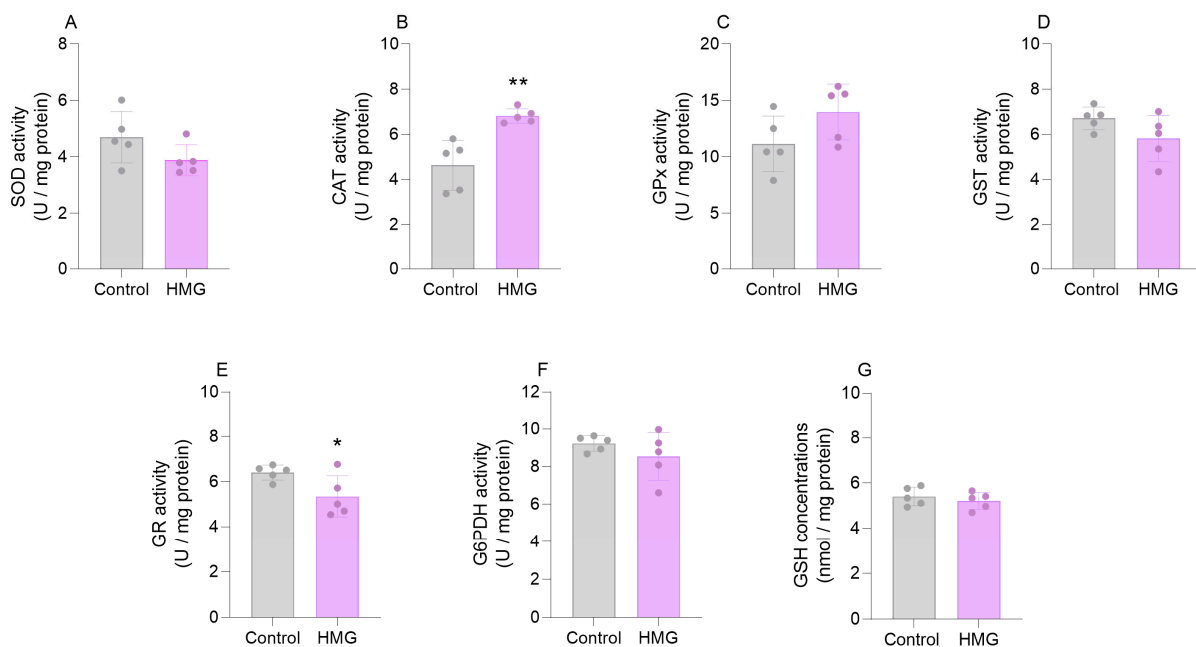 A
SOD activity
(U / mg protein)
8
6
4
2
0
Control HMG
B
CAT activity
(U / mg protein)
10
8
6
4
2
0
**
Control HMG
C
GPx activity
(U / mg protein)
20
15
10
5
0
Control HMG
D
GST activity
(U / mg protein)
10
8
6
4
2
0
Control HMG
E
GR activity
(U / mg protein)
10
8
6
4
2
0
*
Control HMG
F
G6PDH activity
(U / mg protein)
12
10
8
6
4
2
0
Control HMG
G
GSH concentrations
(nmol / mg protein)
10
8
6
4
2
0
Control HMG